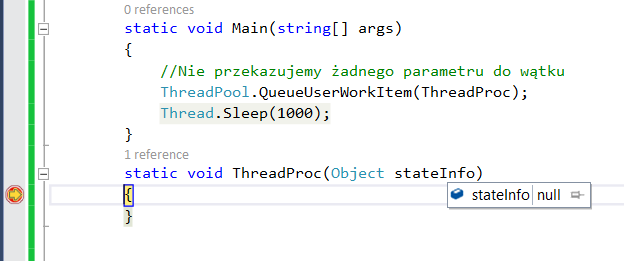 0 references
static void Main(string[] args)
{
//Nie przekazujemy żadnego parametru do wątku
ThreadPool.QueueUserWorkItem(ThreadProc);
Thread.Sleep(1000);
}
1 reference
static void ThreadProc(Object stateInfo)
{
stateInfo null
}